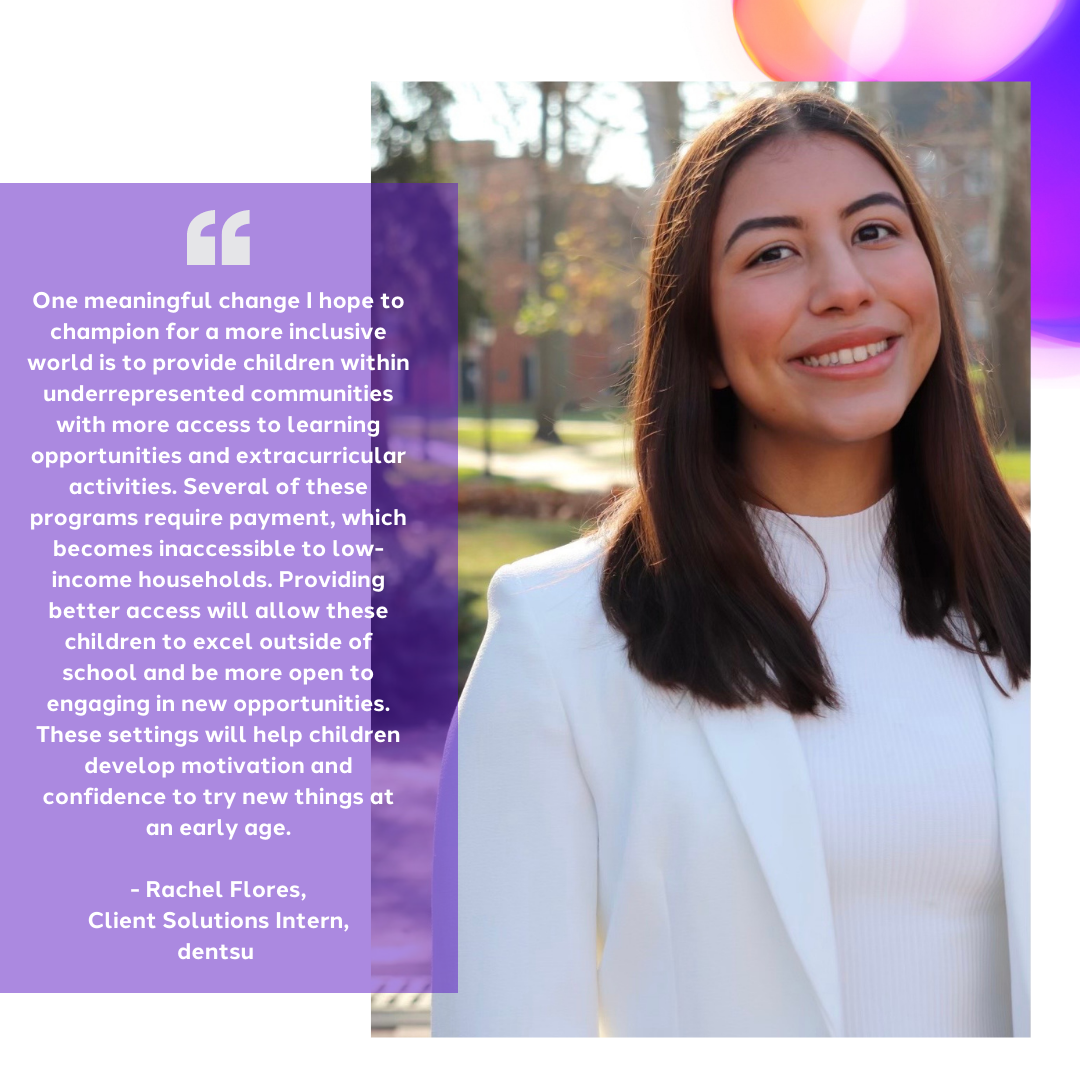 “
One meaningful change I hope to
champion for a more inclusive
world is to provide children within
underrepresented communities
with more access to learning
opportunities and extracurricular
activities. Several of these
programs require payment, which
becomes inaccessible to low-
income households. Providing
better access will allow these
children to excel outside of
school and be more open to
engaging in new opportunities.
These settings will help children
develop motivation and
confidence to try new things at
an early age.
- Rachel Flores,
Client Solutions Intern,
dentsu